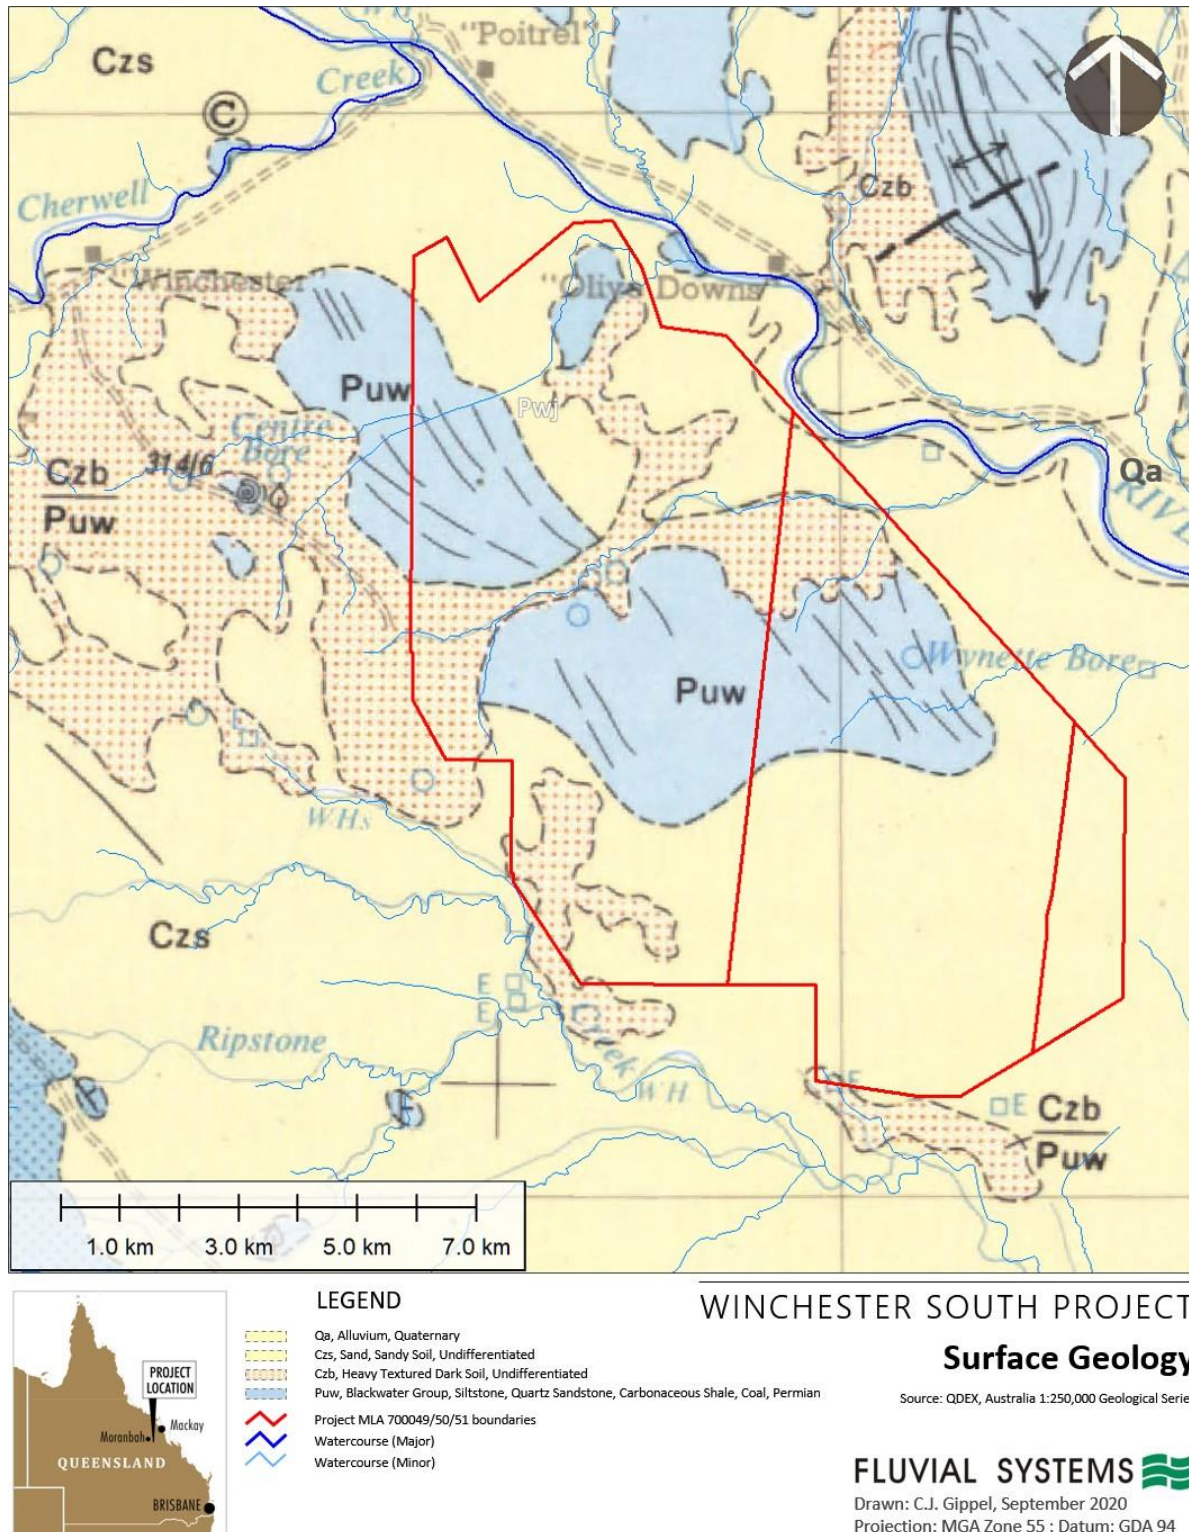 "Poitrel"
WH
Czs
Creek
C
Cherwell
Czb
"Winchester
"Olive Downs"
Puw
Pwj
Centre
Bore
314/6
Czb
Puw
Qa
RIVE
Wynette Bore
Puw
E
WHs
Czs
E
E
Ripstone
Creek
WH
E
E
Czb
Puw
1.0 km 3.0 km 5.0 km 7.0 km
LEGEND
Qa, Alluvium, Quaternary
Czs, Sand, Sandy Soil, Undifferentiated
Czb, Heavy Textured Dark Soil, Undifferentiated
Puw, Blackwater Group, Siltstone, Quartz Sandstone, Carbonaceous Shale, Coal, Permian
Project MLA 700049/50/51 boundaries
Watercourse (Major)
Watercourse (Minor)
WINCHESTER SOUTH PROJECT
Surface Geology
Source: QDEX, Australia 1:250,000 Geological Serie
PROJECT
LOCATION
Mackay
Moranbah
QUEENSLAND
BRISBANE
FLUVIAL SYSTEMS
Drawn: C.J. Gippel, September 2020
Projection: MGA Zone 55 : Datum: GDA 94